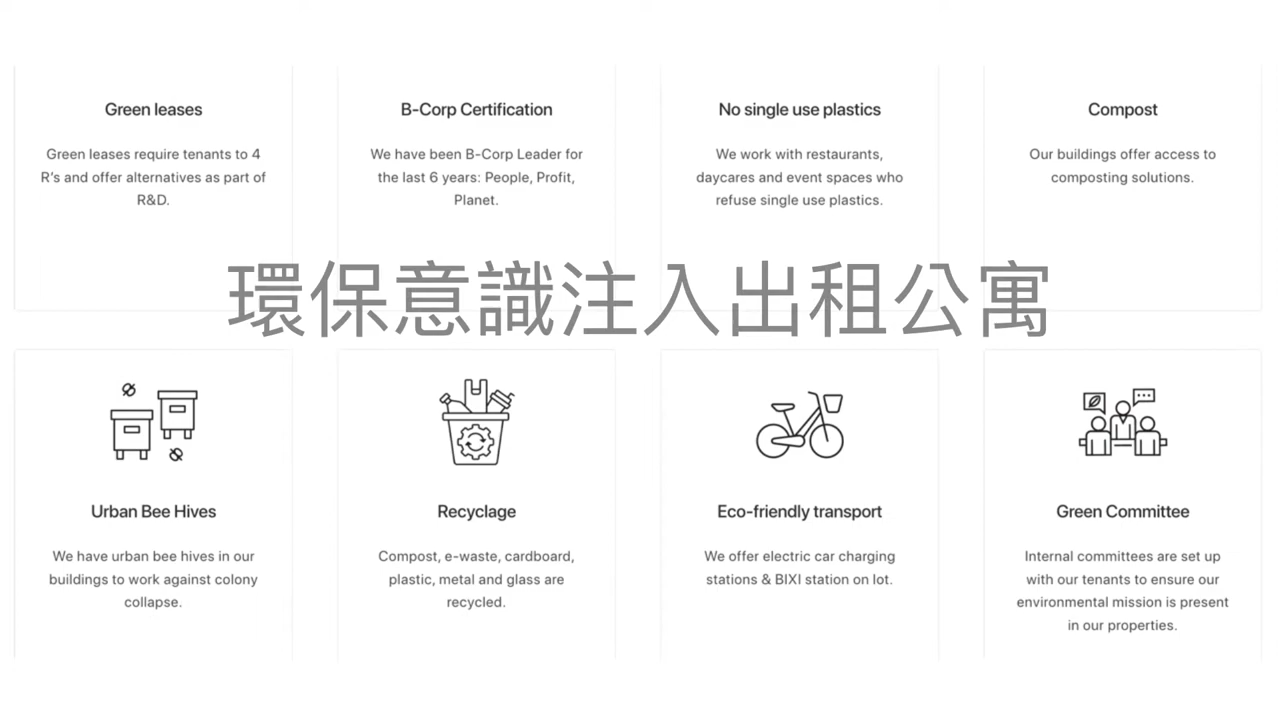 Green leases
Green leases require tenants to 4
R's and offer alternatives as part of
R&D.
B-Corp Certification
We have been B-Corp Leader for
the last 6 years: People, Profit,
Planet.
No single use plastics
We work with restaurants,
daycares and event spaces who
refuse single use plastics.
Compost
Our buildings offer access to
composting solutions.
環保意識注入出租公寓
Urban Bee Hives
We have urban bee hives in our
buildings to work against colony
collapse.
Recyclage
Compost, e-waste, cardboard,
plastic, metal and glass are
recycled.
Eco-friendly transport
We offer electric car charging
stations & BIXI station on lot.
Green Committee
Internal committees are set up
with our tenants to ensure our
environmental mission is present
in our properties.